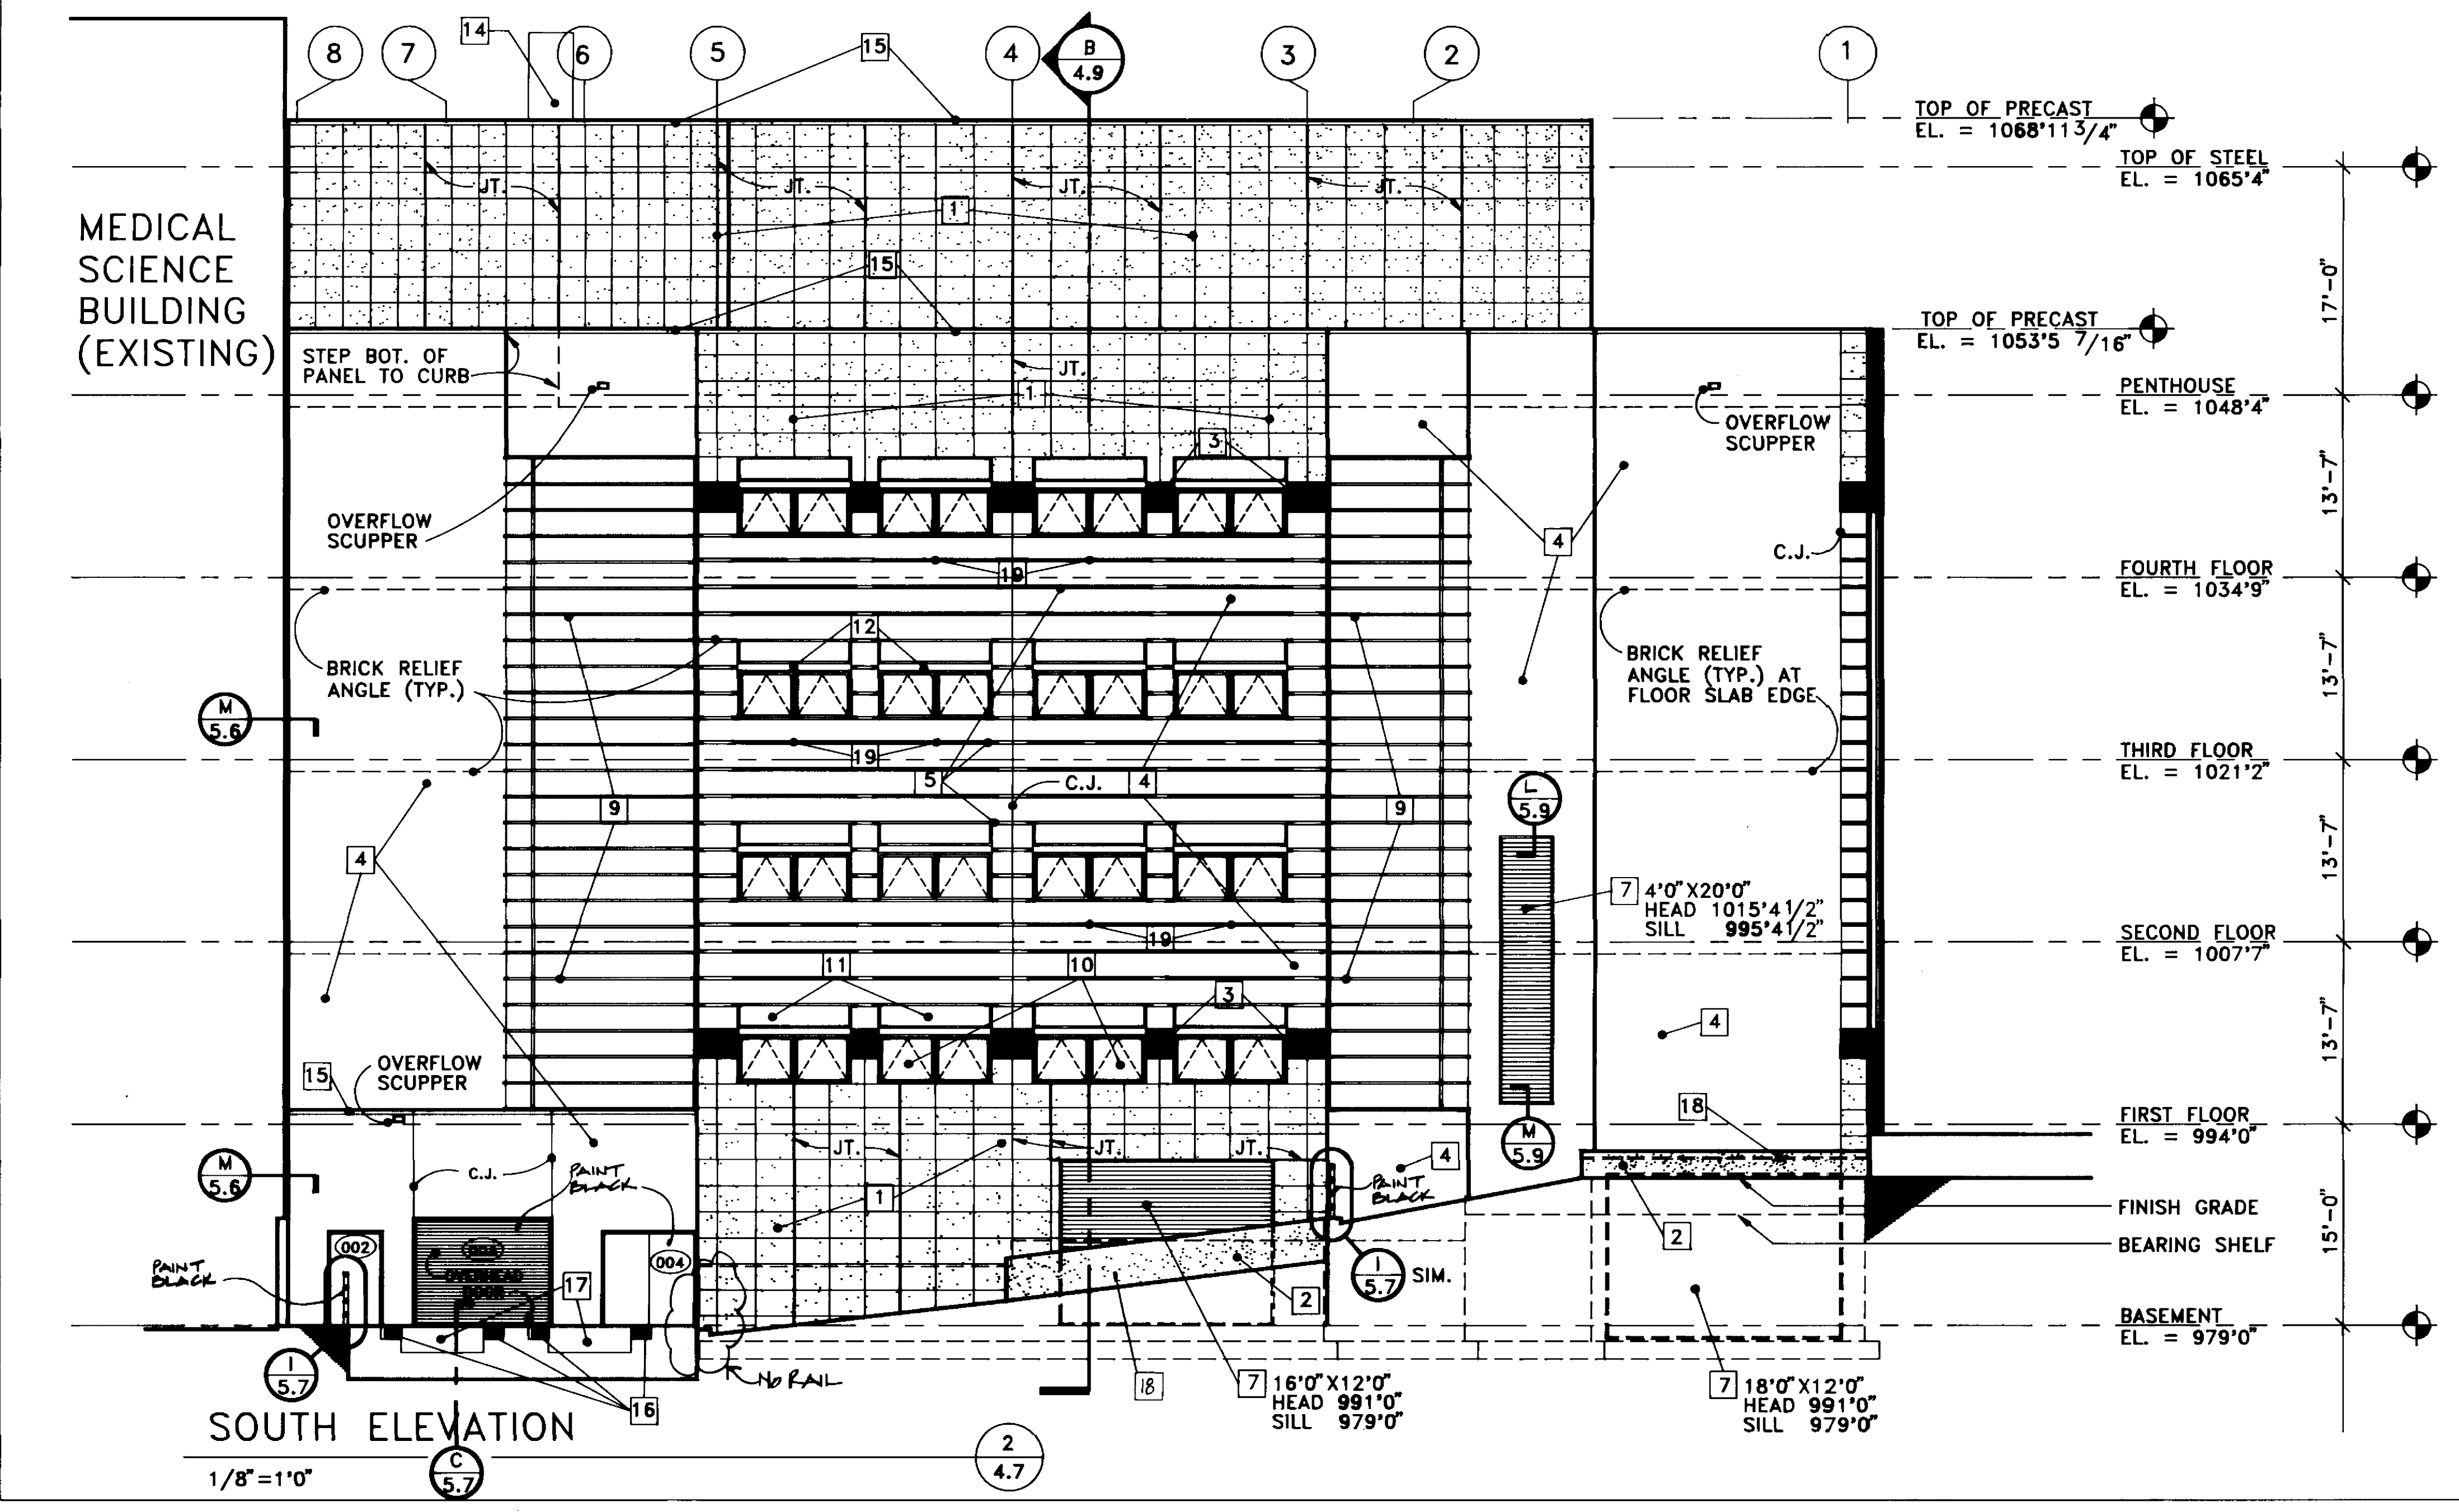 8
7
14
6
5
15
4
B
4.9
3
2
1
TOP OF PRECAST
EL. = 1068'11 3/4"
TOP OF STEEL
EL. = 1065'4"
JT.
JT.
JT.
JT.
1
MEDICAL
SCIENCE
BUILDING
(EXISTING)
15
17'-0"
TOP OF PRECAST
EL. = 1053'5 7/16"
STEP BOT. OF
PANEL TO CURB
JT.
1
PENTHOUSE
EL. = 1048'4"
OVERFLOW
SCUPPER
3
13'-7"
OVERFLOW
SCUPPER
4
C.J.
19
FOURTH FLOOR
EL. = 1034'9"
12
BRICK RELIEF
ANGLE (TYP.)
BRICK RELIEF
ANGLE (TYP.) AT
FLOOR SLAB EDGE
13'-7"
M
5.6
19
THIRD FLOOR
EL. = 1021'2"
5
C.J.
4
L
5.9
9
9
4
13'-7"
7
4'0"X20'0"
HEAD 1015'4 1/2"
SILL 995'4 1/2"
19
SECOND FLOOR
EL. = 1007'7"
11
10
3
4
13'-7"
15
OVERFLOW
SCUPPER
18
FIRST FLOOR
EL. = 994'0"
JT.
JT.
JT.
M
5.9
4
M
5.6
C.J.
PAINT
BLACK
PAINT
BLACK
1
FINISH GRADE
2
BEARING SHELF
15'-0"
002
OVERHEAD
DOOR
004
PAINT
BLACK
17
I
5.7
SIM.
2
BASEMENT
EL. = 979'0"
I
5.7
NO RAIL
18
7
16'0"X12'0"
HEAD 991'0"
SILL 979'0"
7
18'0"X12'0"
HEAD 991'0"
SILL 979'0"
16
SOUTH ELEVATION
1/8"=1'0"
C
5.7
2
4.7